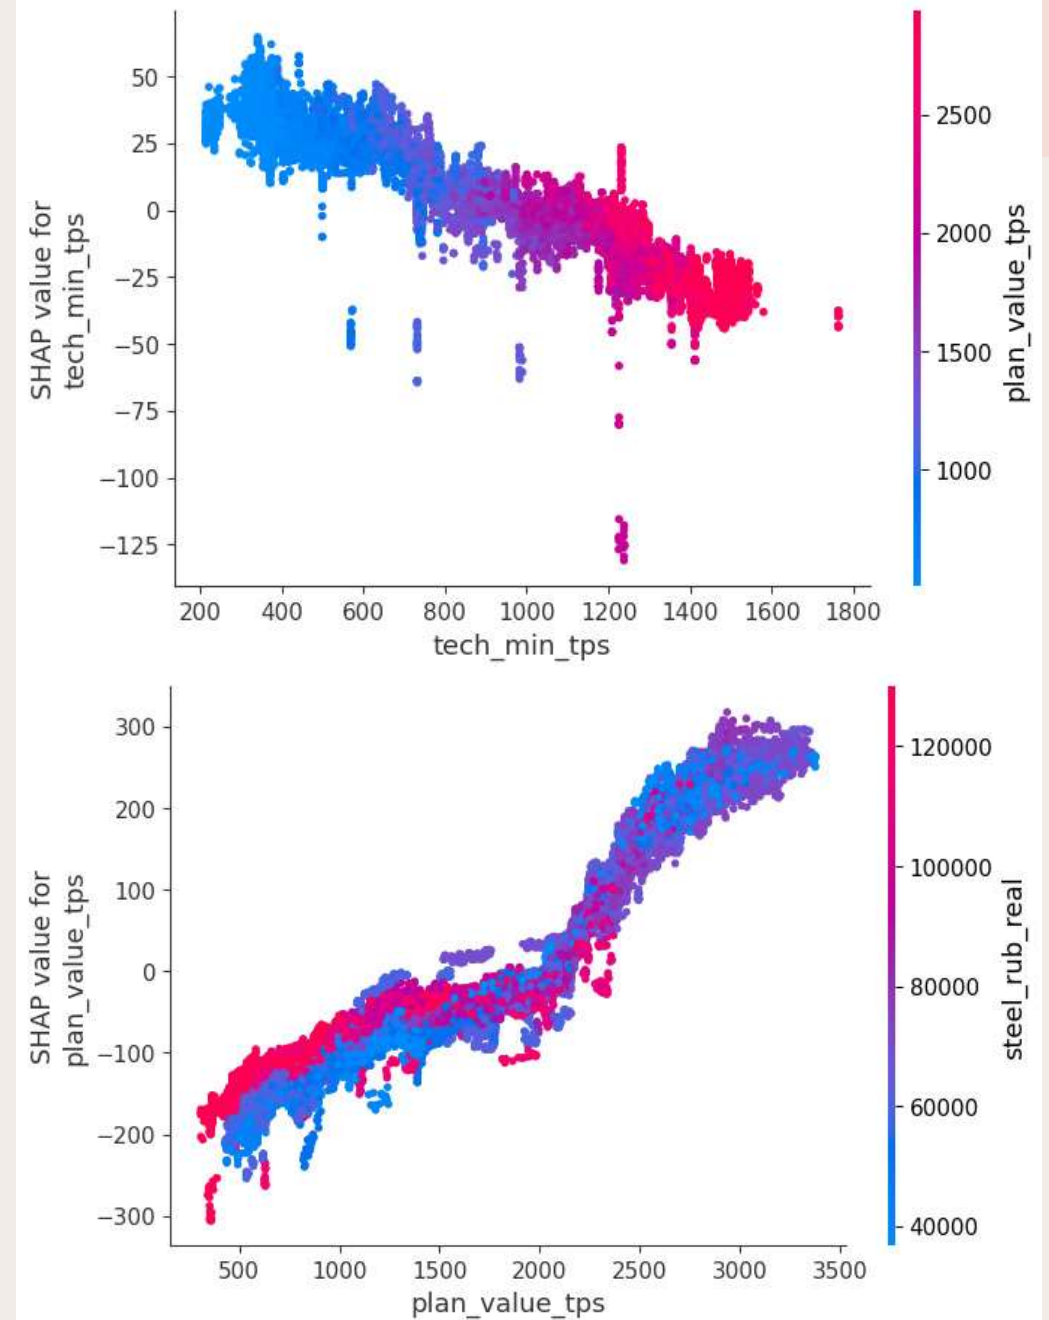 50
25
0
−25
−50
−75
−100
−125
SHAP value for
tech_min_tps
200 400 600 800 1000 1200 1400 1600 1800
tech_min_tps
2500
2000
1500
1000
plan_value_tps
300
200
100
0
−100
−200
−300
SHAP value for
plan_value_tps
500 1000 1500 2000 2500 3000 3500
plan_value_tps
120000
100000
80000
60000
40000
steel_rub_real